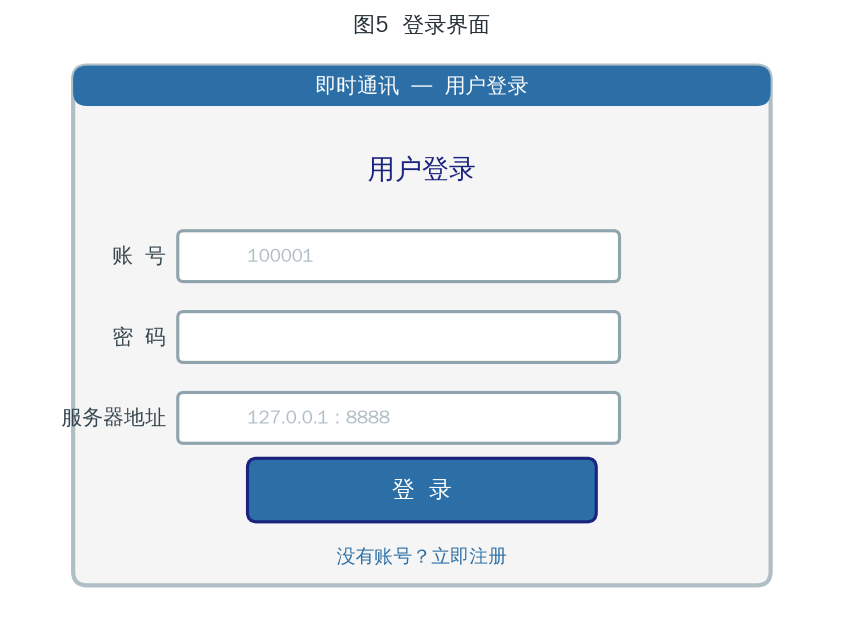 图5 登录界面
即时通讯 — 用户登录
用户登录
账 号 100001
密 码
服务器地址 127.0.0.1 : 8888
登 录
没有账号？立即注册